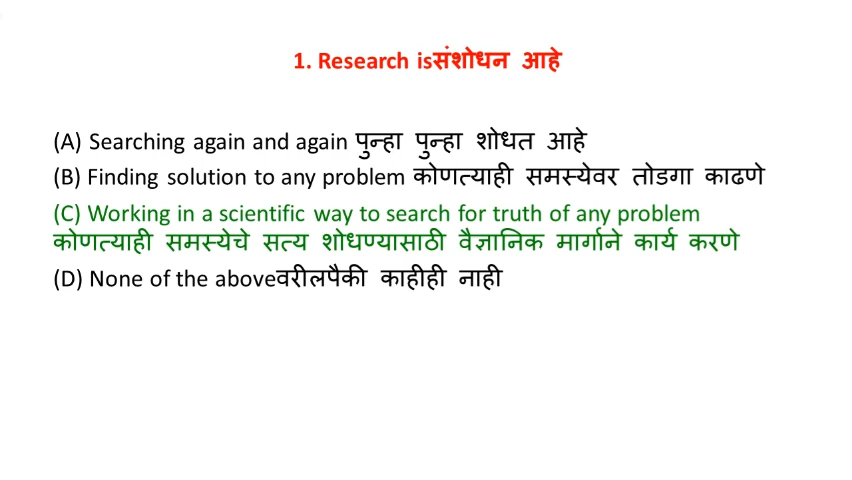 1. Research isसंशोधन आहे
(A) Searching again and again पुन्हा पुन्हा शोधत आहे
(B) Finding solution to any problem कोणत्याही समस्येवर तोडगा काढणे
(C) Working in a scientific way to search for truth of any problem
कोणत्याही समस्येचे सत्य शोधण्यासाठी वैज्ञानिक मार्गाने कार्य करणे
(D) None of the aboveवरीलपैकी काहीही नाही